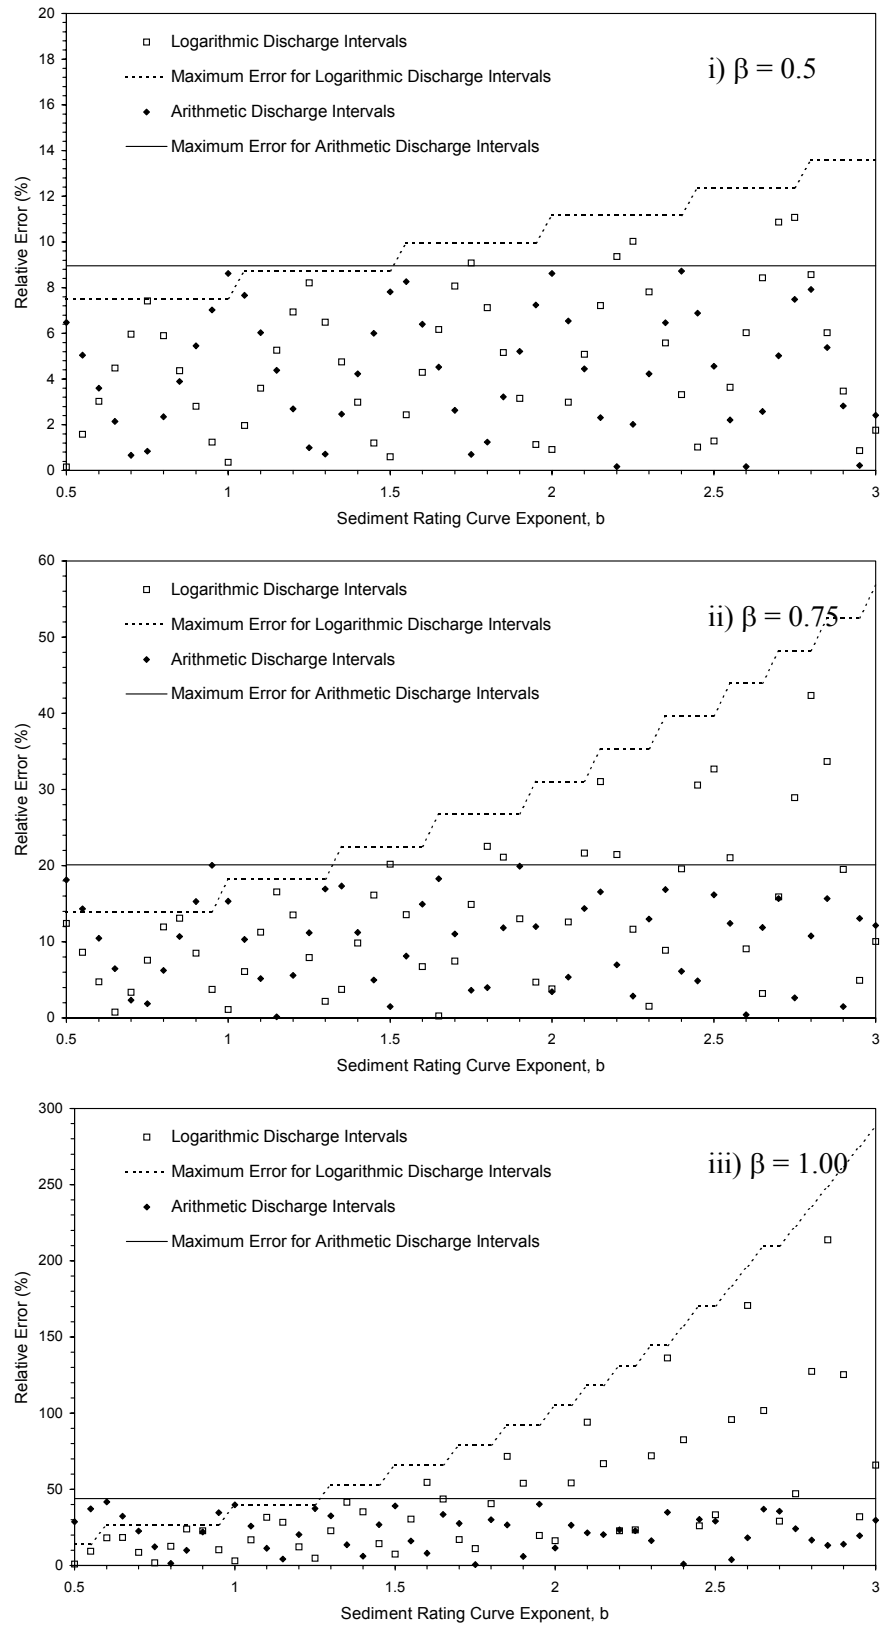 20
18
16
14
12
10
8
6
4
2
0
Relative Error (%)
Logarithmic Discharge Intervals
Maximum Error for Logarithmic Discharge Intervals
Arithmetic Discharge Intervals
Maximum Error for Arithmetic Discharge Intervals
i) β = 0.5
0.5 1 1.5 2 2.5 3
Sediment Rating Curve Exponent, b
60
50
40
30
20
10
0
Relative Error (%)
Logarithmic Discharge Intervals
Maximum Error for Logarithmic Discharge Intervals
Arithmetic Discharge Intervals
Maximum Error for Arithmetic Discharge Intervals
ii) β = 0.75
0.5 1 1.5 2 2.5 3
Sediment Rating Curve Exponent, b
300
250
200
150
100
50
0
Relative Error (%)
Logarithmic Discharge Intervals
Maximum Error for Logarithmic Discharge Intervals
Arithmetic Discharge Intervals
Maximum Error for Arithmetic Discharge Intervals
iii) β = 1.00
0.5 1 1.5 2 2.5 3
Sediment Rating Curve Exponent, b